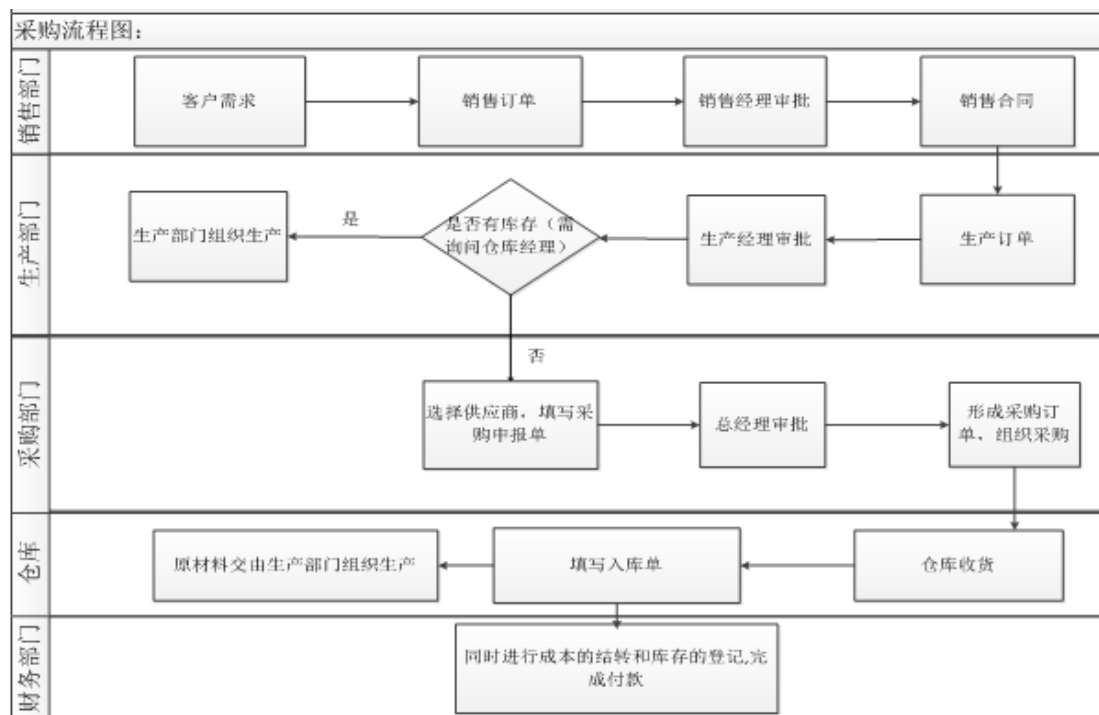 采购流程图:
销售部门
客户需求
销售订单
销售经理审批
销售合同
生产部门
生产部门组织生产
是
是否有库存（需
询问仓库经理）
生产经理审批
生产订单
否
采购部门
选择供应商，填写采
购申报单
总经理审批
形成采购订
单，组织采购
仓库
原材料交由生产部门组织生产
填写入库单
仓库收货
财务部门
同时进行成本的结转和库存的登记,完
成付款